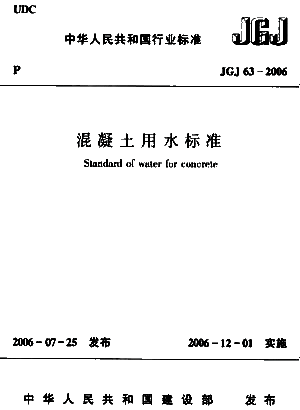 UDC
中华人民共和国行业标准 JGJ
P JGJ 63-2006
混凝土用水标准
Standard of water for concrete
2006-07-25 发布 2006-12-01 实施
中华人民共和国建设部 发布